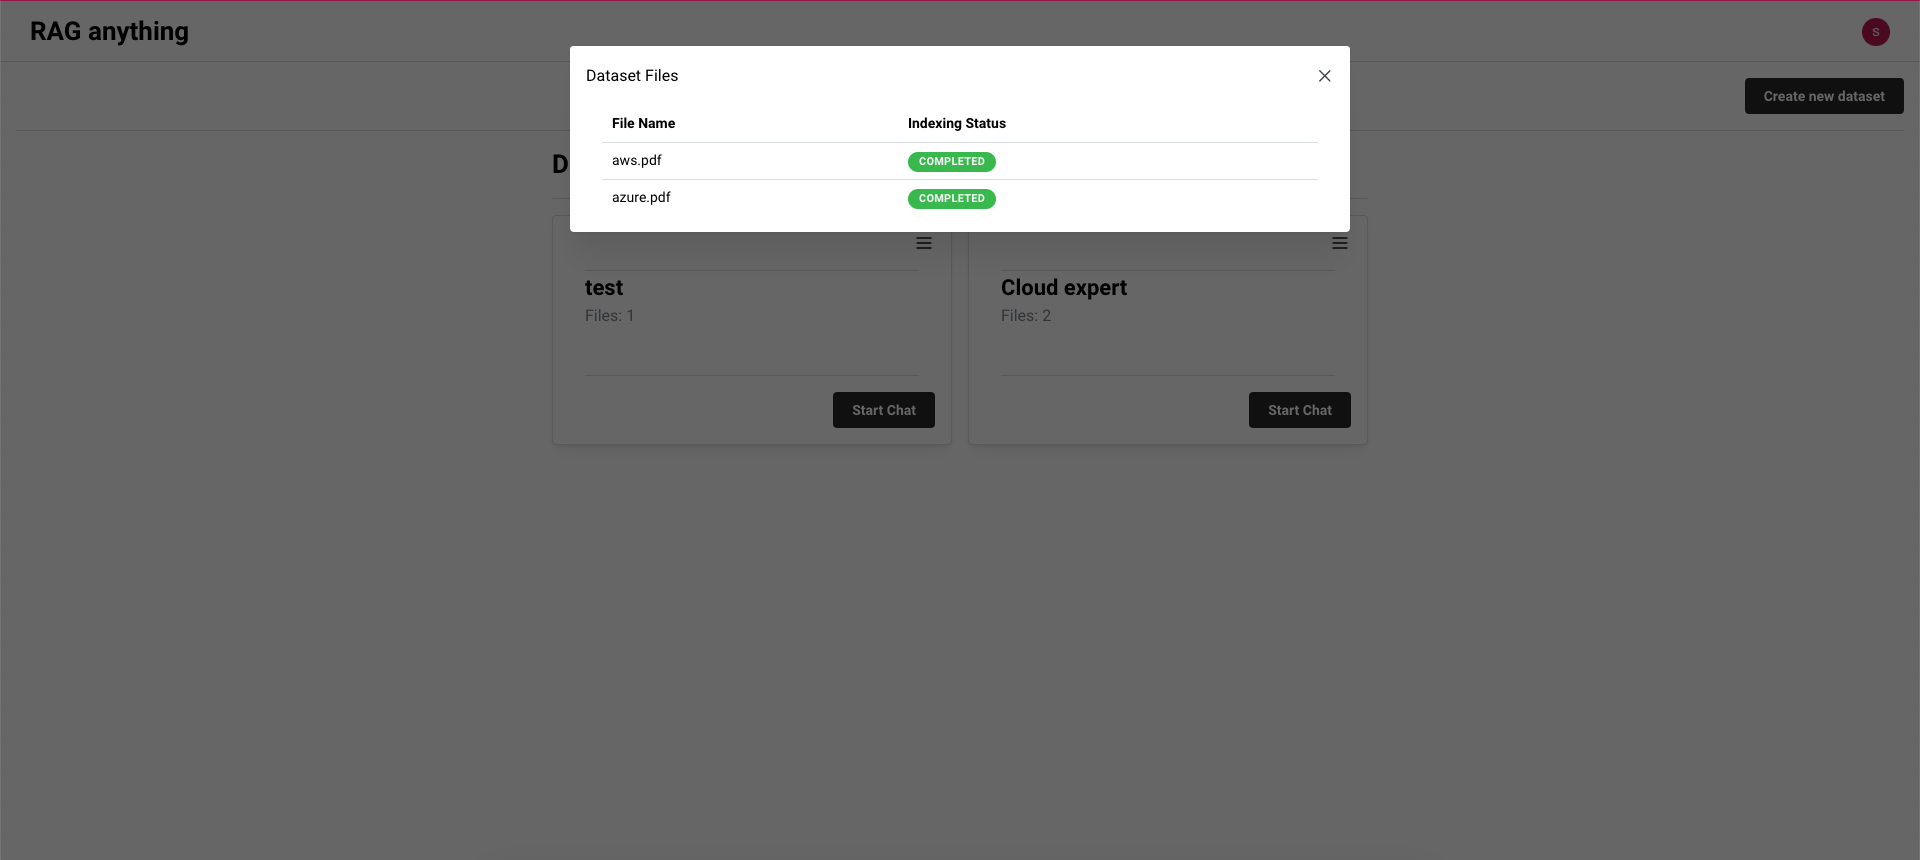 RAG anything
S
Dataset Files
Create new dataset
File Name Indexing Status
aws.pdf COMPLETED
azure.pdf COMPLETED
test
Files: 1
Start Chat
Cloud expert
Files: 2
Start Chat